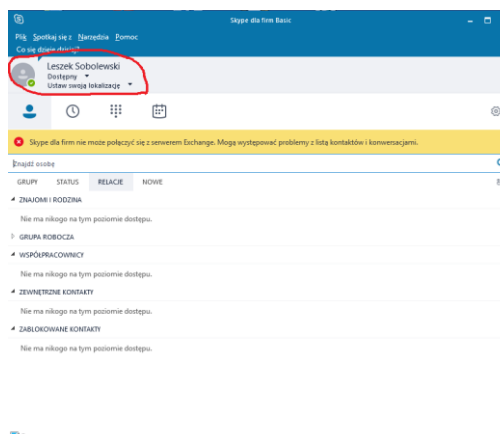 Skype dla firm Basic
Plik Spotkaj się z Narzędzia Pomoc
Co się dzieje dzisiaj?
Leszek Sobolewski
Dostępny
Ustaw swoją lokalizację
Skype dla firm nie może połączyć się z serwerem Exchange. Mogą występować problemy z listą kontaktów i konwersacjami.
Znajdź osobę
GRUPY STATUS RELACJE NOWE
ZNAJOMI I RODZINA
Nie ma nikogo na tym poziomie dostępu.
GRUPA ROBOCZA
WSPÓŁPRACOWNICY
Nie ma nikogo na tym poziomie dostępu.
ZEWNĘTRZNE KONTAKTY
Nie ma nikogo na tym poziomie dostępu.
ZABLOKOWANE KONTAKTY
Nie ma nikogo na tym poziomie dostępu.